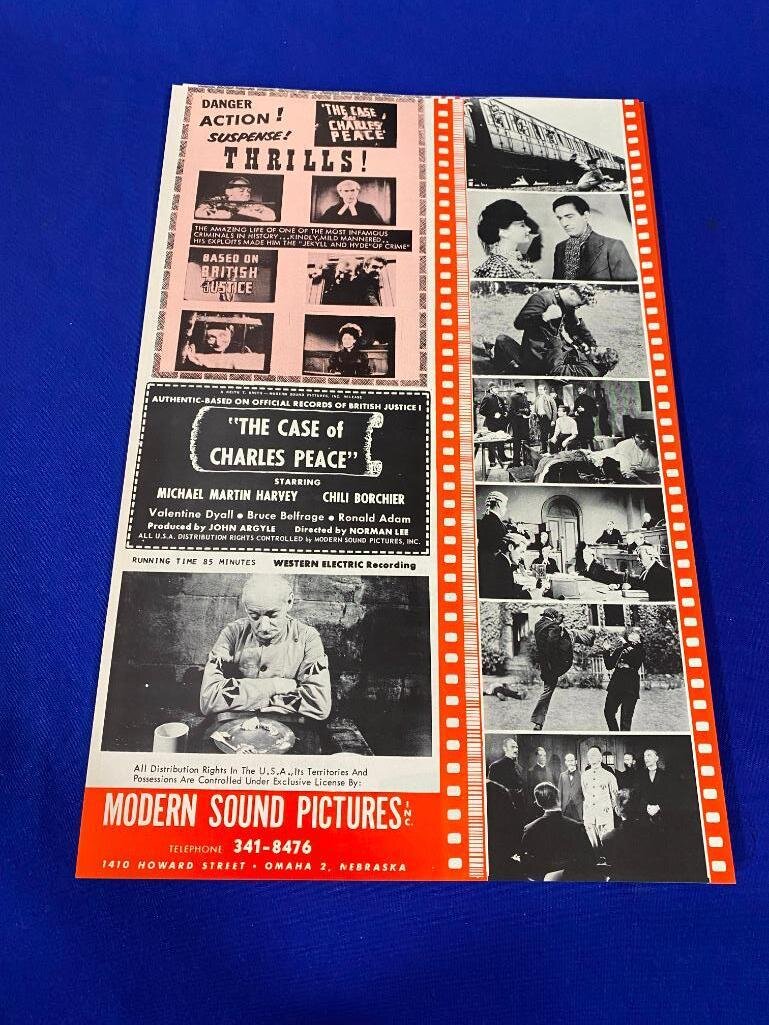 DANGER
ACTION!
SUSPENSE!
THRILLS!
'THE CASE
OF
CHARLES
PEACE'
THE AMAZING LIFE OF ONE OF THE MOST INFAMOUS
CRIMINALS IN HISTORY...KINDLY, MILD MANNERED..
HIS EXPLOITS MADE HIM THE "JEKYLL AND HYDE" OF CRIME"
BASED ON
BRITISH
JUSTICE
MODERN SOUND PICTURES, INC. RELEASE
AUTHENTIC-BASED ON OFFICIAL RECORDS OF BRITISH JUSTICE!
"THE CASE of
CHARLES PEACE"
STARRING
MICHAEL MARTIN HARVEY CHILI BORCHIER
Valentine Dyall • Bruce Belfrage • Ronald Adam
Produced by JOHN ARGYLE Directed by NORMAN LEE
ALL U.S.A. DISTRIBUTION RIGHTS CONTROLLED by MODERN SOUND PICTURES, INC.
RUNNING TIME 85 MINUTES WESTERN ELECTRIC Recording
All Distribution Rights In The U.S.A., Its Territories And
Possessions Are Controlled Under Exclusive License By:
MODERN SOUND PICTURES INC.
TELEPHONE 341-8476
1410 HOWARD STREET • OMAHA 2, NEBRASKA